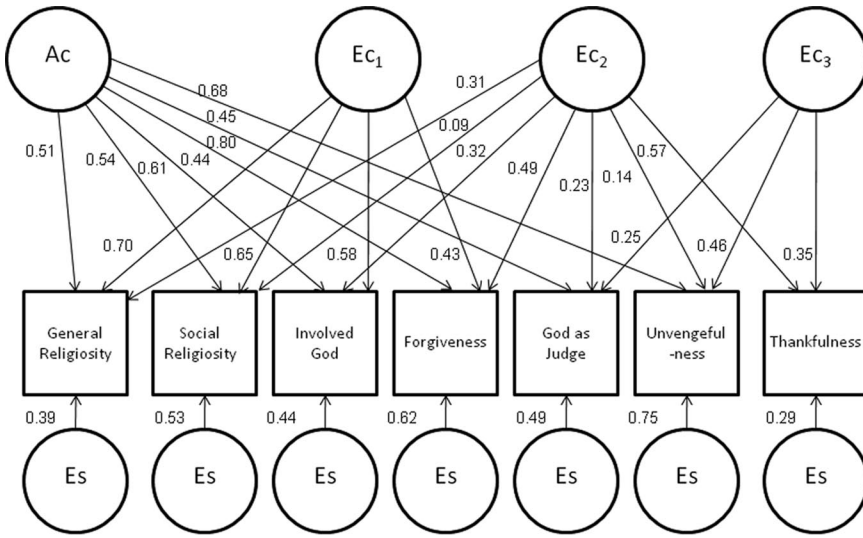 Ac
Ec1
Ec2
Ec3
0.68
0.31
0.45
0.09
0.80
0.51
0.54
0.61
0.44
0.32
0.49
0.57
0.23
0.14
0.70
0.65
0.58
0.43
0.25
0.46
0.35
General
Religiosity
Social
Religiosity
Involved
God
Forgiveness
God as
Judge
Unvengeful
-ness
Thankfulness
0.39
0.53
0.44
0.62
0.49
0.75
0.29
Es
Es
Es
Es
Es
Es
Es